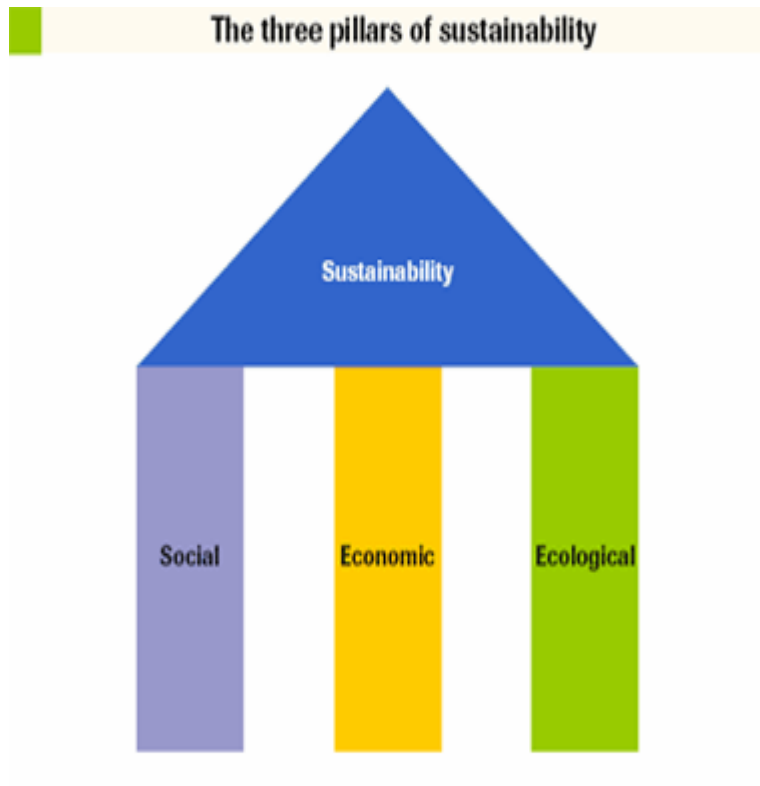 The three pillars of sustainability
Sustainability
Social
Economic
Ecological